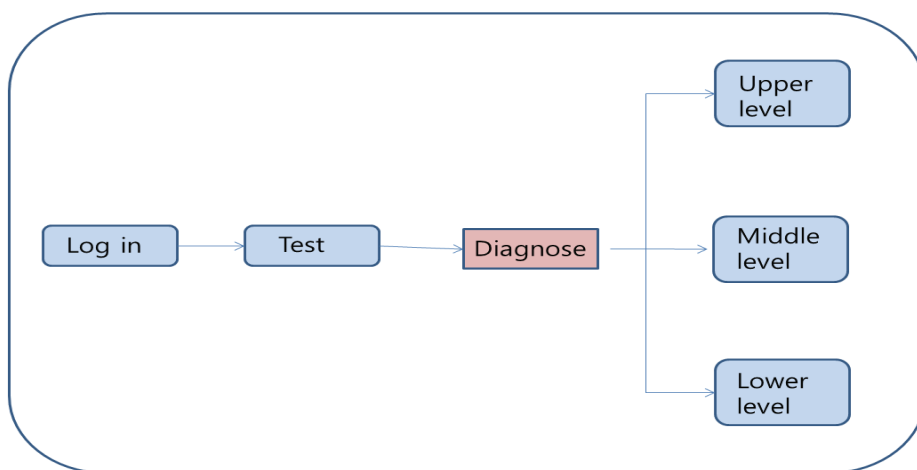 Log in
Test
Diagnose
Upper
level
Middle
level
Lower
level